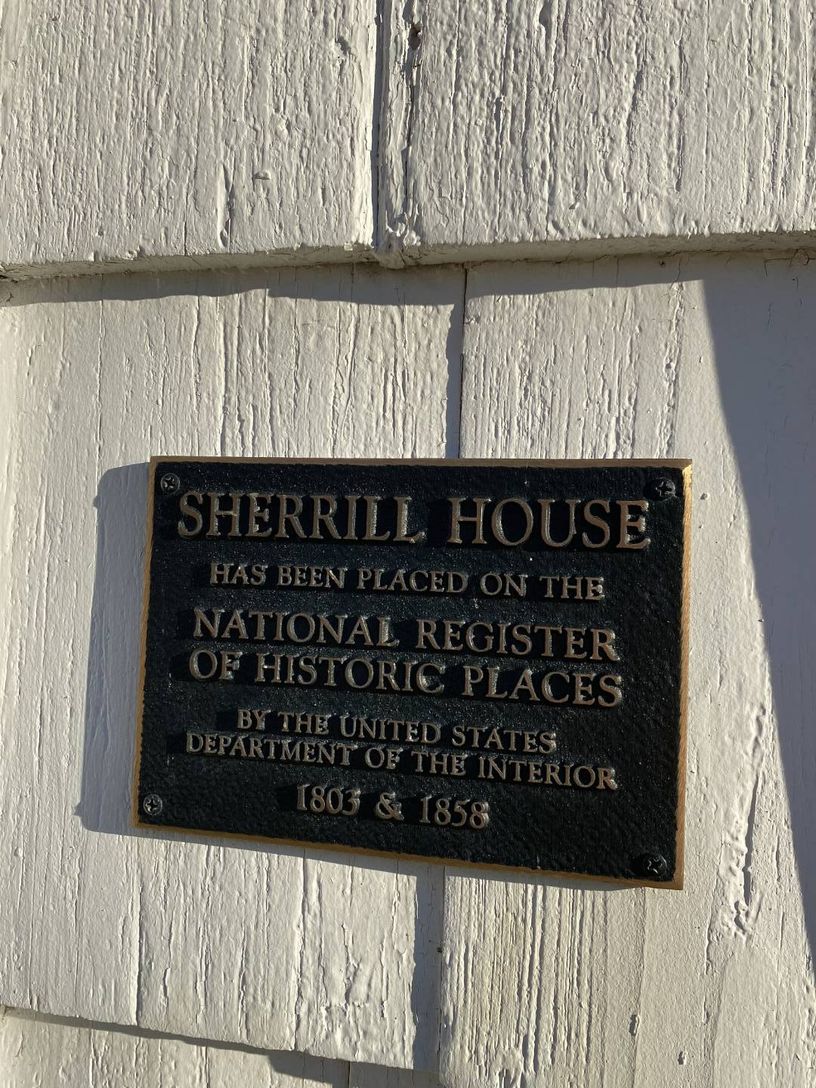 SHERRILL HOUSE
HAS BEEN PLACED ON THE
NATIONAL REGISTER
OF HISTORIC PLACES
BY THE UNITED STATES
DEPARTMENT OF THE INTERIOR
1803 & 1858